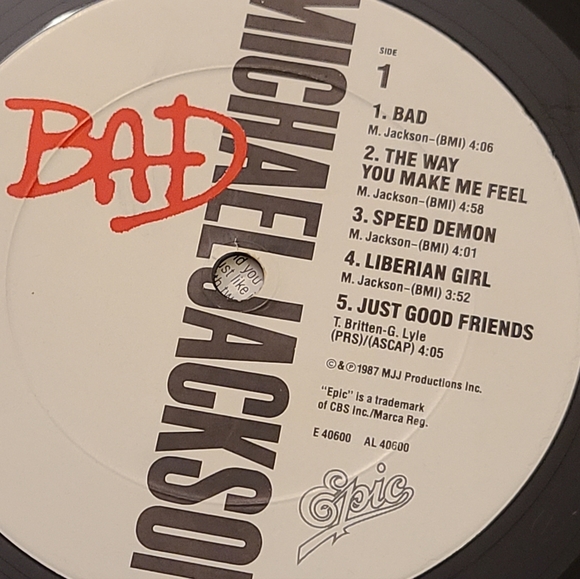 BAD
MICHAEL JACKSON
SIDE
1
1. BAD
M. Jackson–(BMI) 4:06
2. THE WAY
YOU MAKE ME FEEL
M. Jackson–(BMI) 4:58
3. SPEED DEMON
M. Jackson–(BMI) 4:01
4. LIBERIAN GIRL
M. Jackson–(BMI) 3:52
5. JUST GOOD FRIENDS
T. Britten-G. Lyle
(PRS)/(ASCAP) 4:05
©&℗1987 MJJ Productions Inc.
"Epic" is a trademark
of CBS Inc./Marca Reg.
E 40600 AL 40600
Epic
you
like